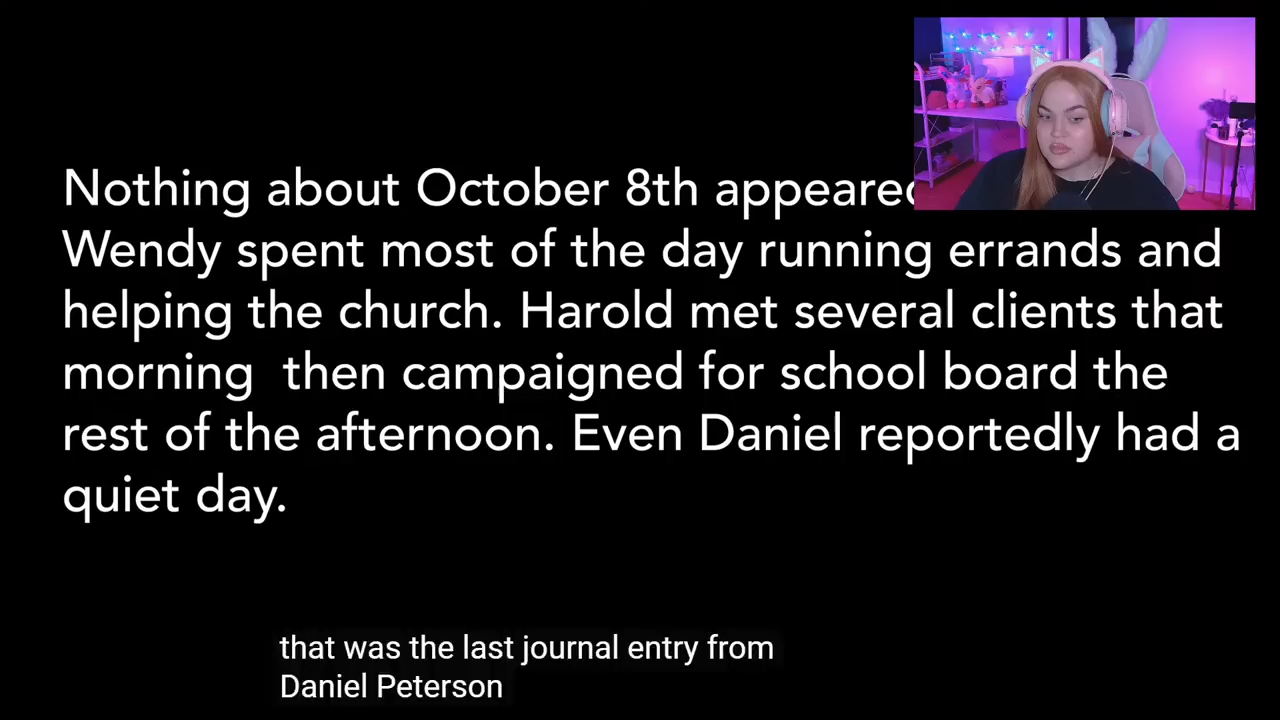 Nothing about October 8th appeared
Wendy spent most of the day running errands and
helping the church. Harold met several clients that
morning  then campaigned for school board the
rest of the afternoon. Even Daniel reportedly had a
quiet day.
that was the last journal entry from
Daniel Peterson